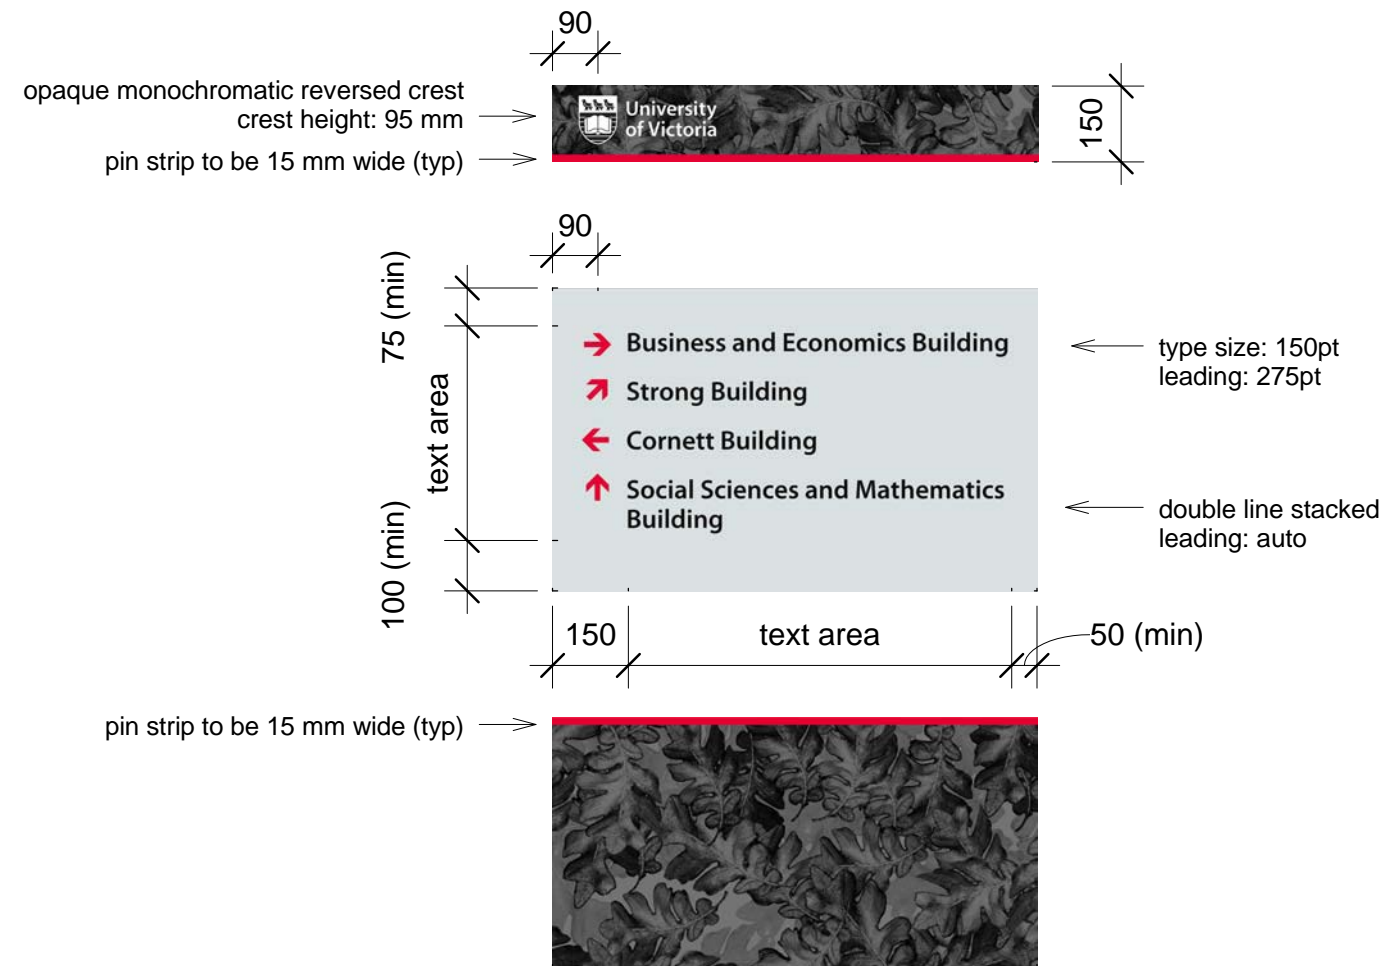 90
opaque monochromatic reversed crest
crest height: 95 mm
pin strip to be 15 mm wide (typ)
University
of Victoria
150
90
75 (min)
text area
100 (min)
Business and Economics Building
Strong Building
Cornett Building
Social Sciences and Mathematics
Building
type size: 150pt
leading: 275pt
double line stacked
leading: auto
150
text area
50 (min)
pin strip to be 15 mm wide (typ)